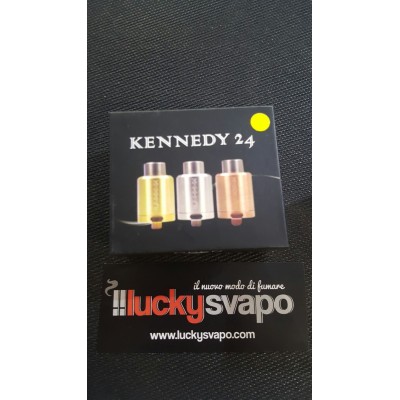 KENNEDY 24
il nuovo modo di fumare
!!luckysvapo
www.luckysvapo.com